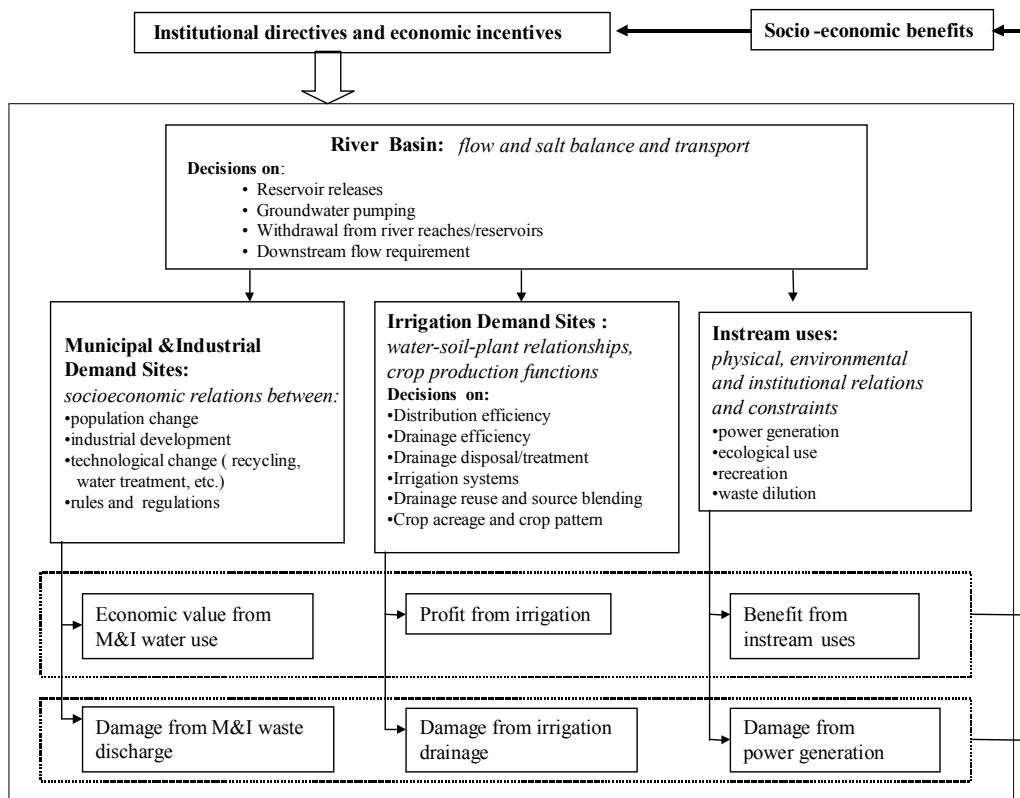 Institutional directives and economic incentives
Socio -economic benefits
River Basin: flow and salt balance and transport
Decisions on:
• Reservoir releases
• Groundwater pumping
• Withdrawal from river reaches/reservoirs
• Downstream flow requirement
Municipal &Industrial
Demand Sites:
socioeconomic relations between:
•population change
•industrial development
•technological change ( recycling,
water treatment, etc.)
•rules and regulations
Irrigation Demand Sites :
water-soil-plant relationships,
crop production functions
Decisions on:
•Distribution efficiency
•Drainage efficiency
•Drainage disposal/treatment
•Irrigation systems
•Drainage reuse and source blending
•Crop acreage and crop pattern
Instream uses:
physical, environmental
and institutional relations
and constraints
•power generation
•ecological use
•recreation
•waste dilution
Economic value from
M&I water use
Profit from irrigation
Benefit from
instream uses
Damage from M&I waste
discharge
Damage from irrigation
drainage
Damage from
power generation